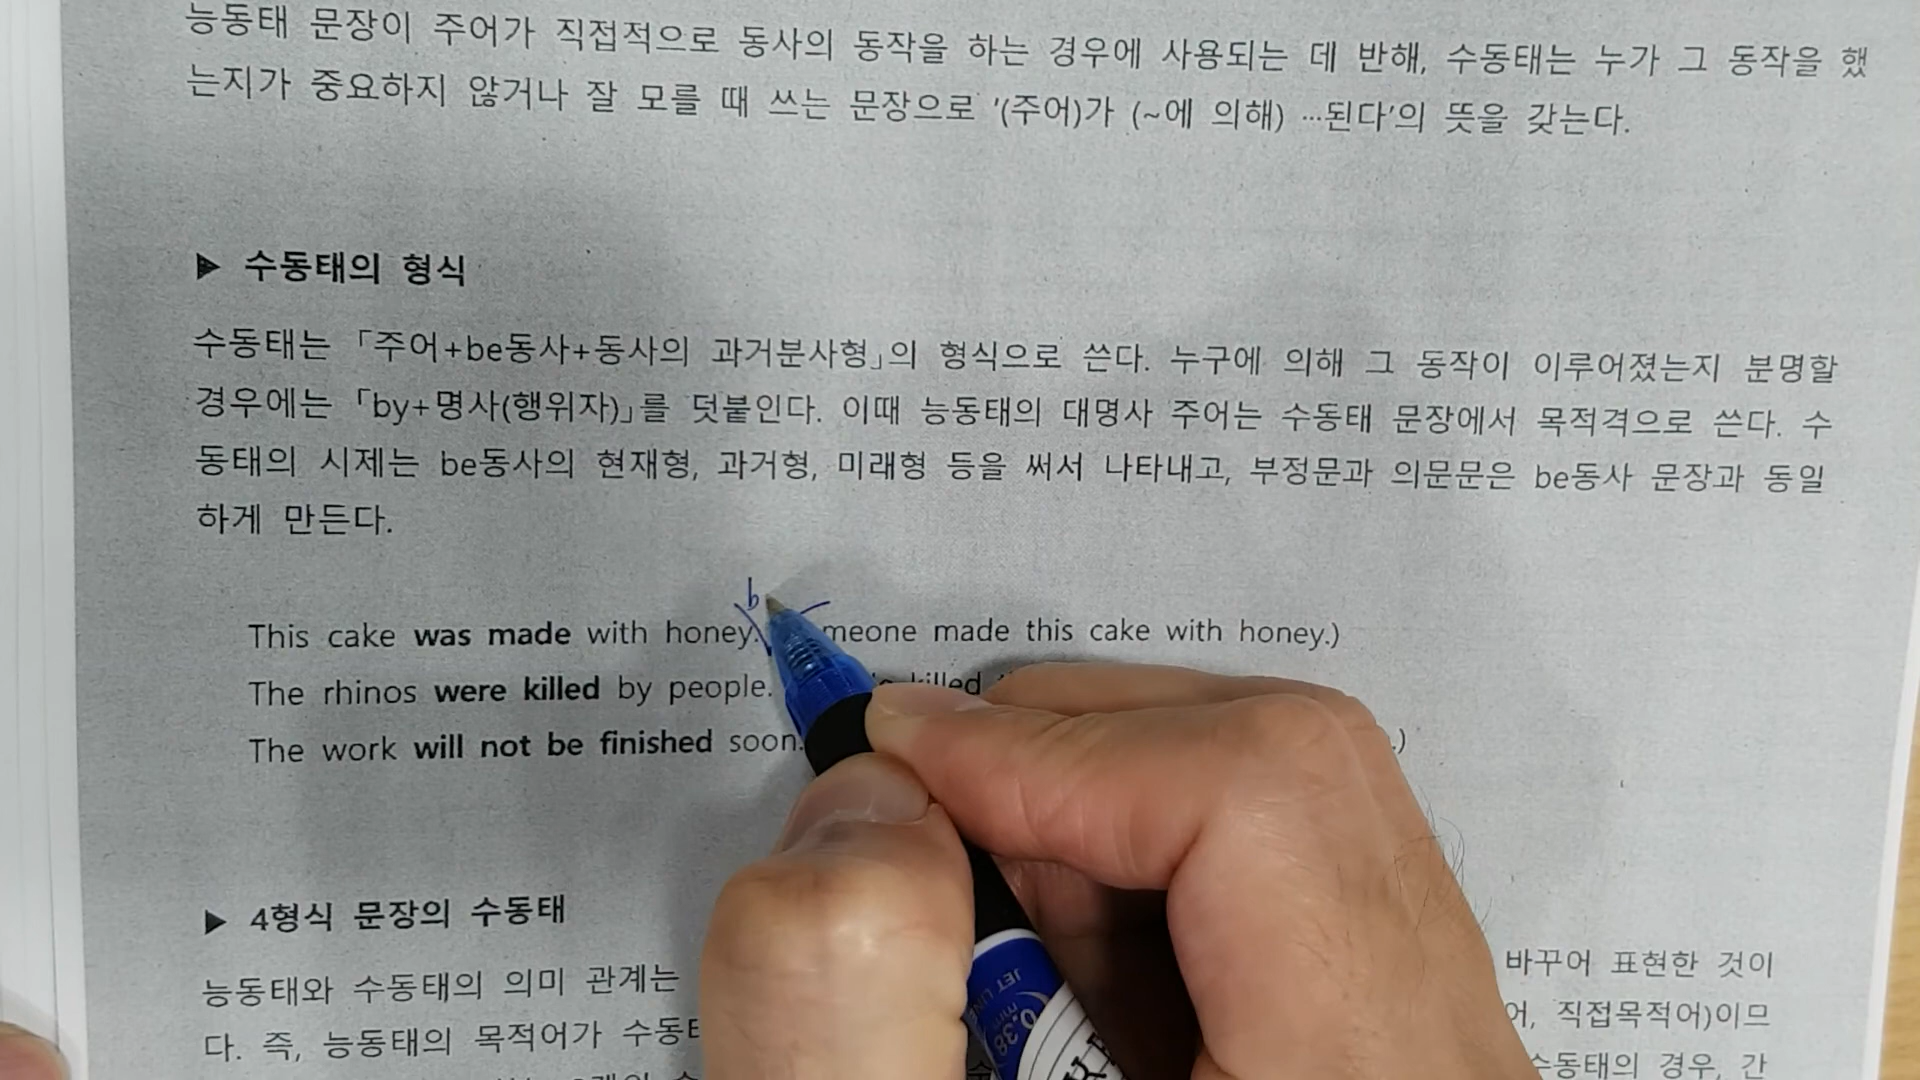 능동태 문장이 주어가 직접적으로 동사의 동작을 하는 경우에 사용되는 데 반해, 수동태는 누가 그 동작을 했
는지가 중요하지 않거나 잘 모를 때 쓰는 문장으로 '(주어)가 (~에 의해) …된다'의 뜻을 갖는다.
▶ 수동태의 형식
수동태는 「주어+be동사+동사의 과거분사형」의 형식으로 쓴다. 누구에 의해 그 동작이 이루어졌는지 분명할
경우에는 「by+명사(행위자)」를 덧붙인다. 이때 능동태의 대명사 주어는 수동태 문장에서 목적격으로 쓴다. 수
동태의 시제는 be동사의 현재형, 과거형, 미래형 등을 써서 나타내고, 부정문과 의문문은 be동사 문장과 동일
하게 만든다.
b
This cake was made with honey. meone made this cake with honey.)
The rhinos were killed by people. killed
The work will not be finished soon. .)
▶ 4형식 문장의 수동태
능동태와 수동태의 의미 관계는 바꾸어 표현한 것이
다. 즉, 능동태의 목적어가 수동 어, 직접목적어)이므
수동태의 경우, 간
JET LINE
0.38
mm